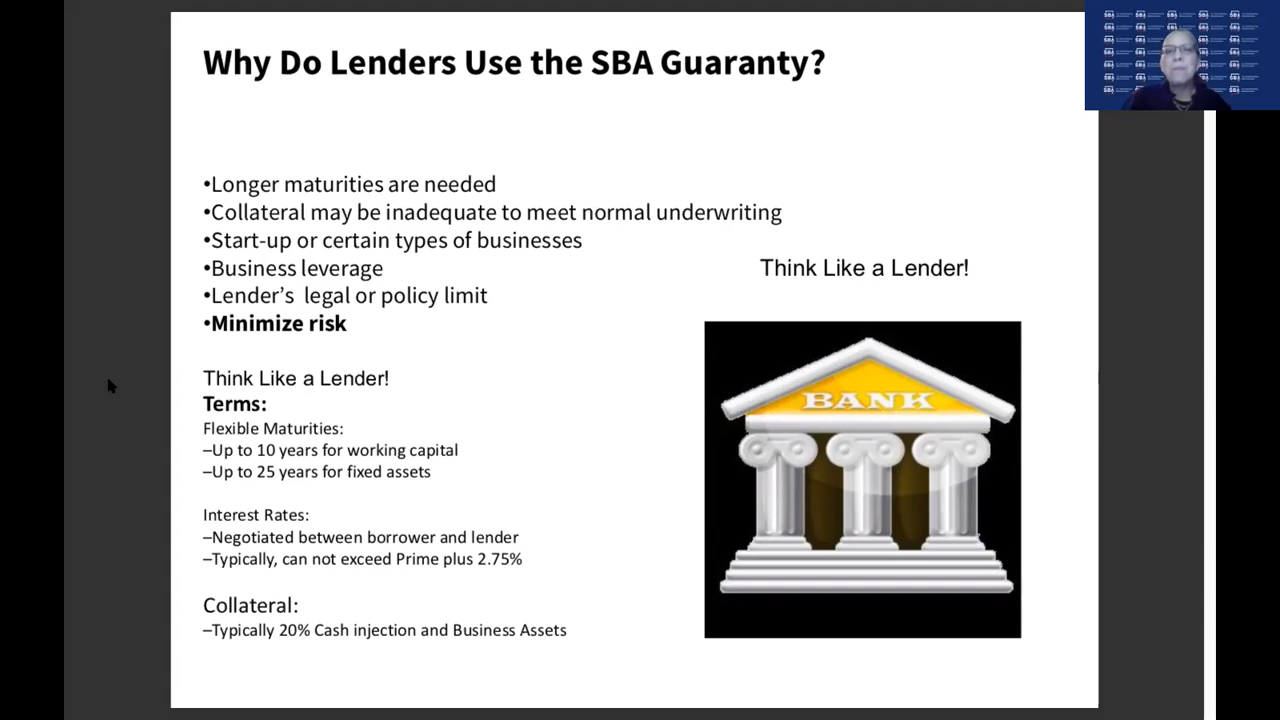 Why Do Lenders Use the SBA Guaranty?
•Longer maturities are needed
•Collateral may be inadequate to meet normal underwriting
•Start-up or certain types of businesses
•Business leverage
•Lender’s  legal or policy limit
•Minimize risk
Think Like a Lender!
Think Like a Lender!
Terms:
Flexible Maturities:
–Up to 10 years for working capital
–Up to 25 years for fixed assets
Interest Rates:
–Negotiated between borrower and lender
–Typically, can not exceed Prime plus 2.75%
Collateral:
–Typically 20% Cash injection and Business Assets
BANK
SBA